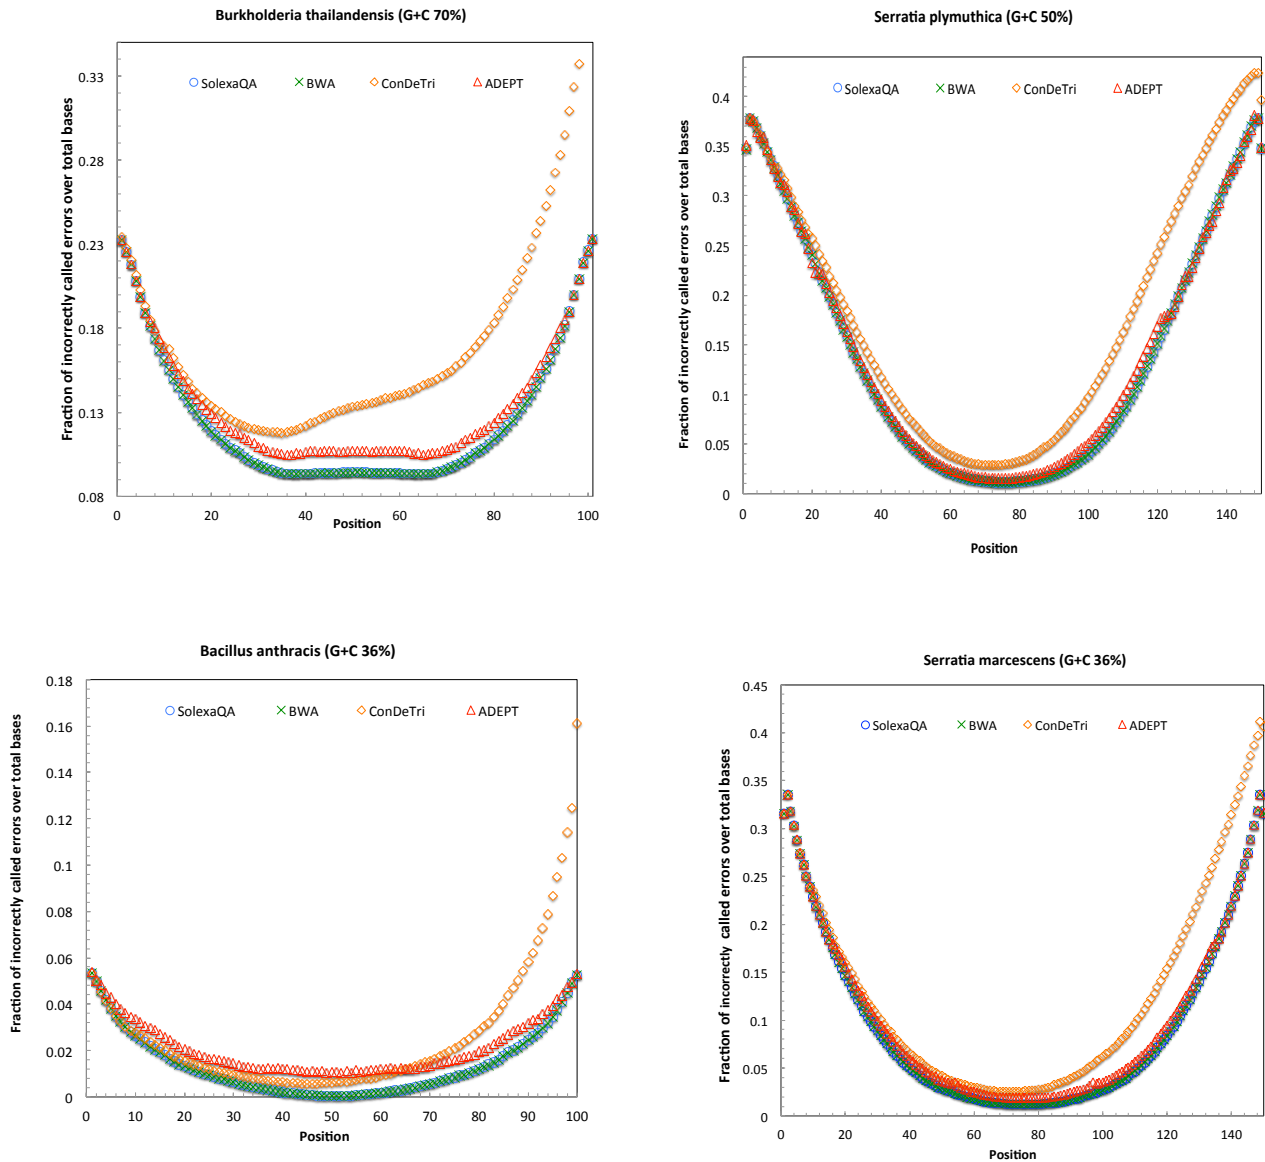 Burkholderia thailandensis (G+C 70%)
Fraction of incorrectly called errors over total bases
0.33
0.28
0.23
0.18
0.13
0.08
SolexaQA BWA ConDeTri ADEPT
0 20 40 60 80 100
Position
Serratia plymuthica (G+C 50%)
Fraction of incorrectly called errors over total bases
0.4
0.35
0.3
0.25
0.2
0.15
0.1
0.05
0
SolexaQA BWA ConDeTri ADEPT
0 20 40 60 80 100 120 140
Position
Bacillus anthracis (G+C 36%)
Fraction of incorrectly called errors over total bases
0.18
0.16
0.14
0.12
0.1
0.08
0.06
0.04
0.02
0
SolexaQA BWA ConDeTri ADEPT
0 10 20 30 40 50 60 70 80 90 100
Position
Serratia marcescens (G+C 36%)
Fraction of incorrectly called errors over total bases
0.45
0.4
0.35
0.3
0.25
0.2
0.15
0.1
0.05
0
SolexaQA BWA ConDeTri ADEPT
0 20 40 60 80 100 120 140
Position